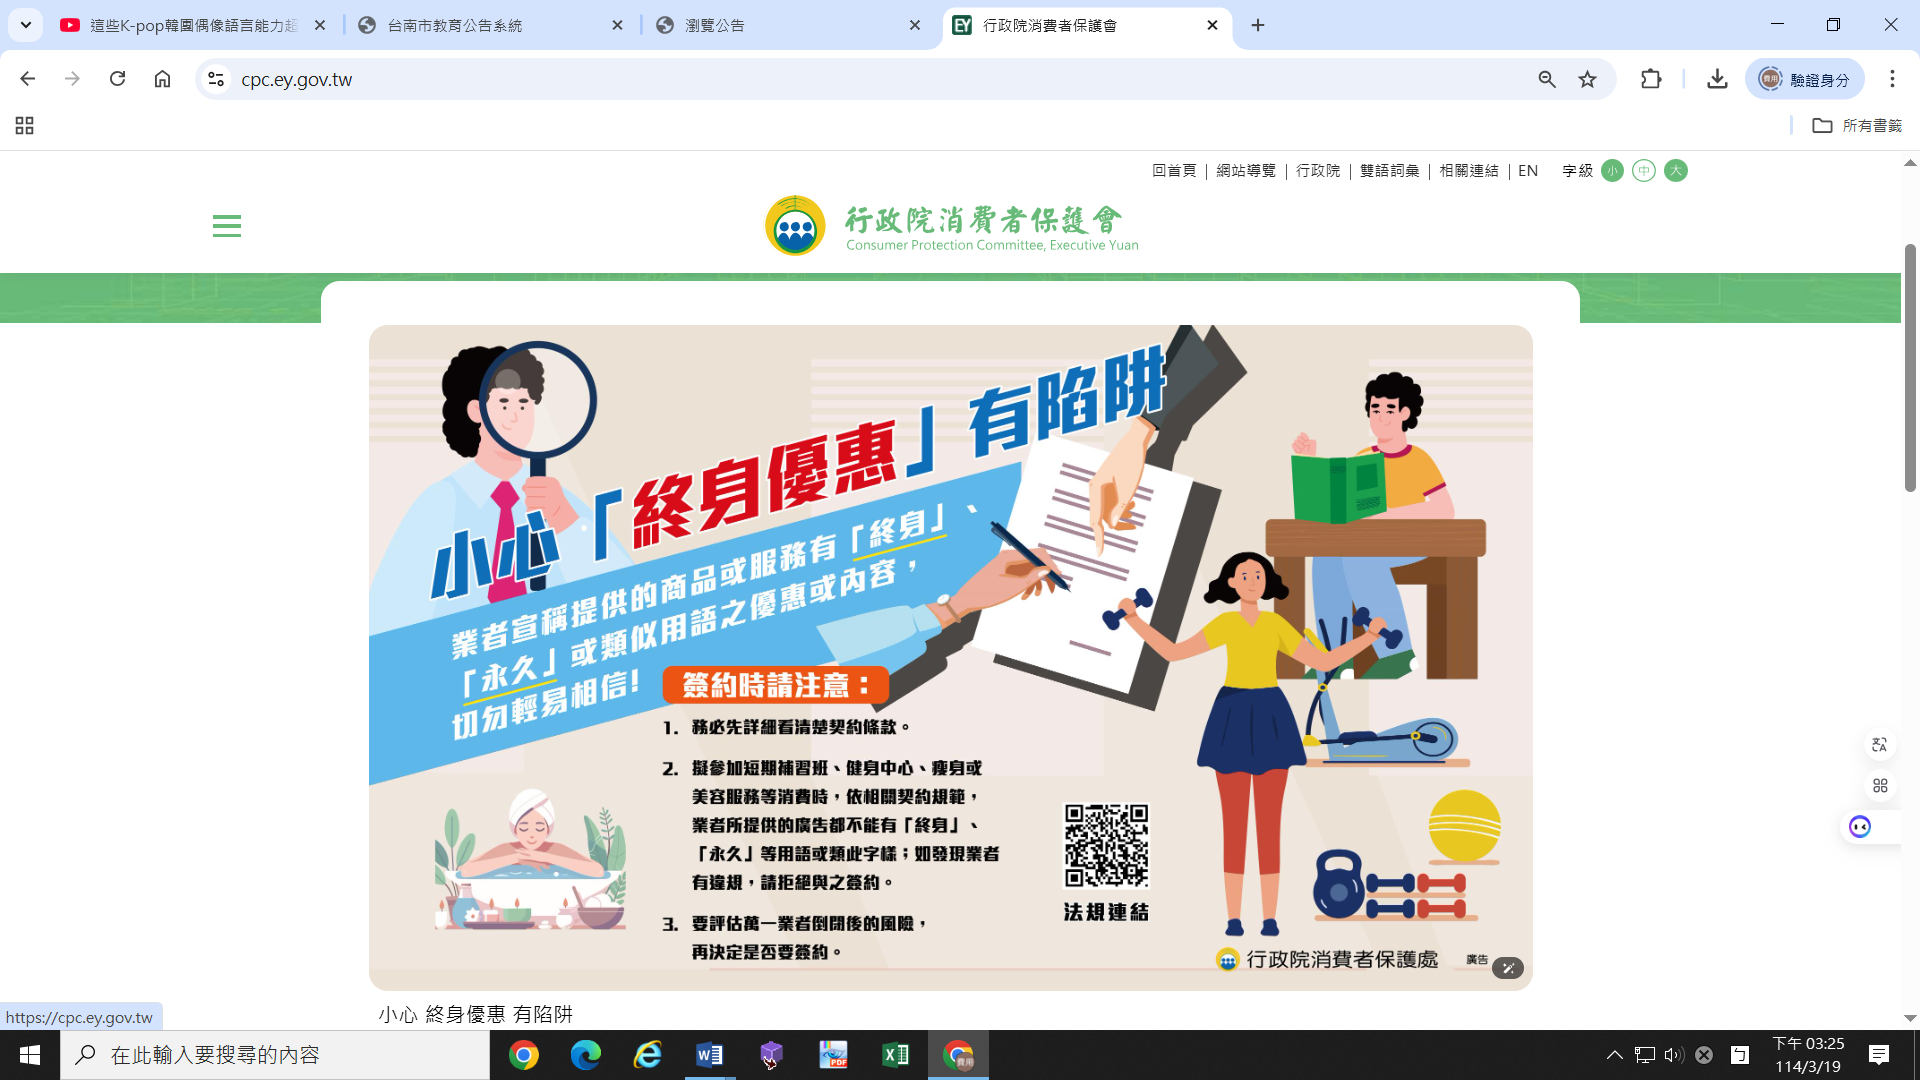 這些K-pop韓團偶像語言能力超
台南市教育公告系統
瀏覽公告
EY 行政院消費者保護會
cpc.ey.gov.tw
費用 驗證身分
所有書籤
回首頁 | 網站導覽 | 行政院 | 雙語詞彙 | 相關連結 | EN 字級 小 中 大
行政院消費者保護會
Consumer Protection Committee, Executive Yuan
小心「終身優惠」有陷阱
業者宣稱提供的商品或服務有「終身」、
「永久」或類似用語之優惠或內容，
切勿輕易相信!
簽約時請注意：
1. 務必先詳細看清楚契約條款。
2. 擬參加短期補習班、健身中心、瘦身或
美容服務等消費時，依相關契約規範，
業者所提供的廣告都不能有「終身」、
「永久」等用語或類此字樣；如發現業者
有違規，請拒絕與之簽約。
3. 要評估萬一業者倒閉後的風險，
再決定是否要簽約。
法規連結
行政院消費者保護處 廣告
小心 終身優惠 有陷阱
https://cpc.ey.gov.tw
在此輸入要搜尋的內容
PDF
費用
ㄅ
下午 03:25
114/3/19